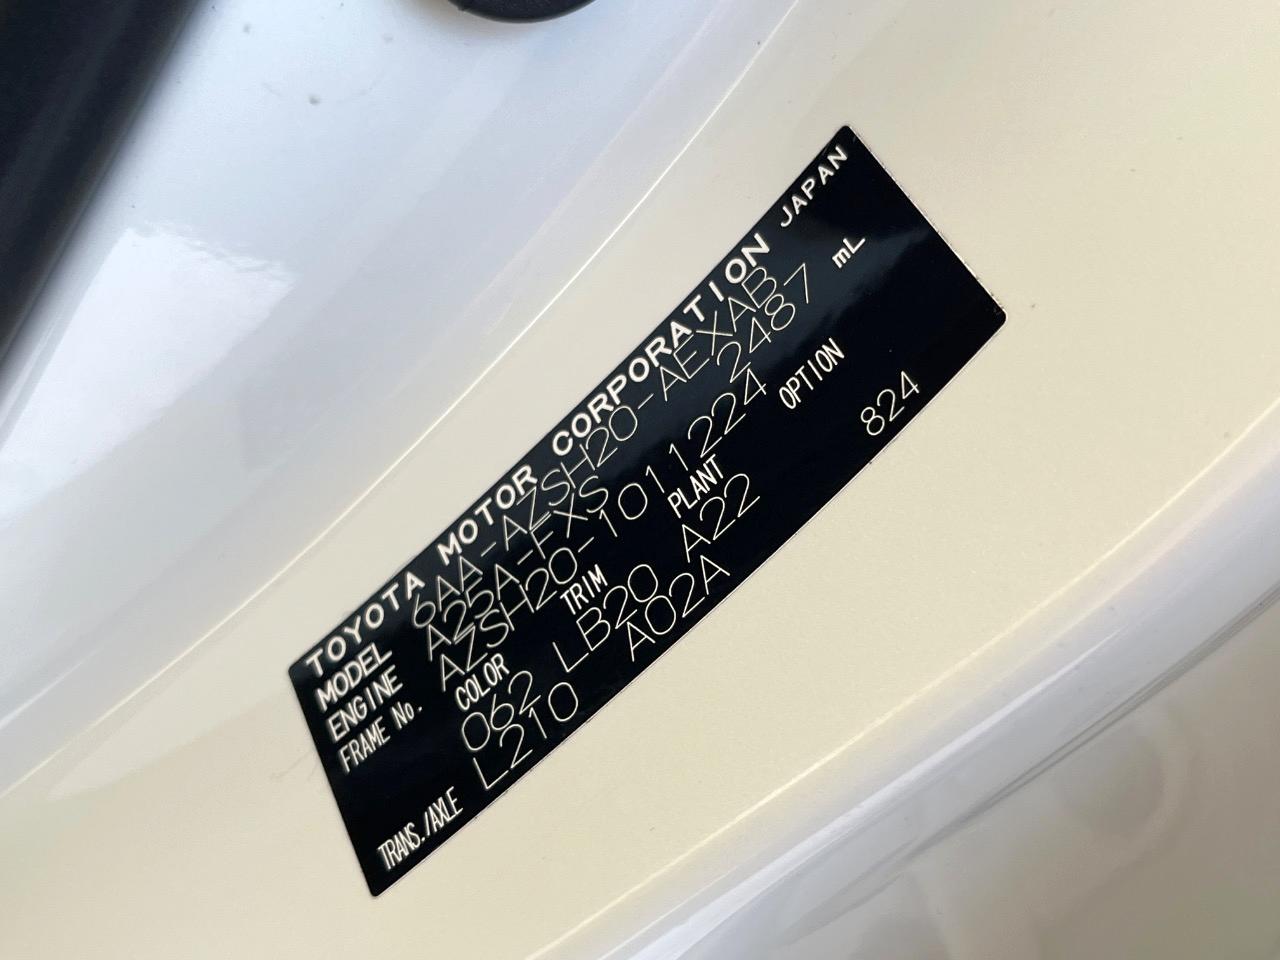 TOYOTA MOTOR CORPORATION JAPAN
MODEL 6AA-AZSH20-AEXAB
ENGINE A25A-FXS 2487 mL
FRAME No. AZSH20-1011224
COLOR TRIM PLANT OPTION
062 LB20 A22 824
TRANS./AXLE L210 A02A